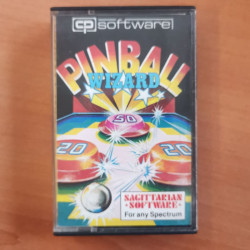 cp software
PINBALL
WIZARD
50
20
20
SAGITTARIAN
SOFTWARE
For any Spectrum